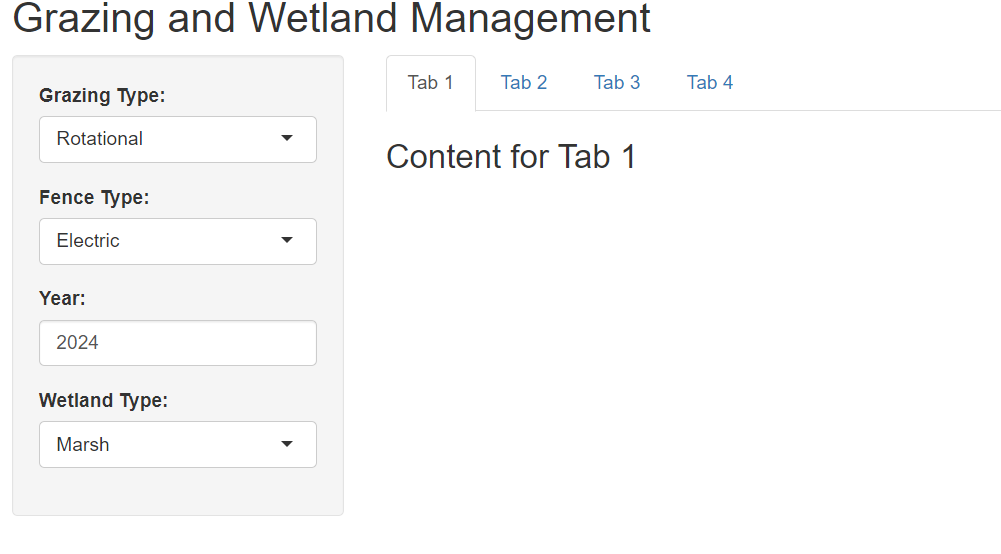 Grazing and Wetland Management
Grazing Type:
Rotational
Fence Type:
Electric
Year:
2024
Wetland Type:
Marsh
Tab 1 Tab 2 Tab 3 Tab 4
Content for Tab 1